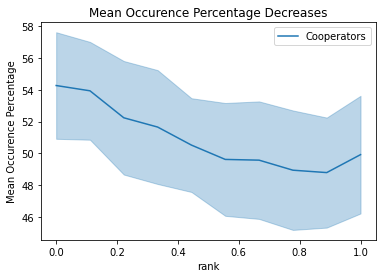 Mean Occurence Percentage Decreases
Cooperators
Mean Occurence Percentage
58
56
54
52
50
48
46
0.0 0.2 0.4 0.6 0.8 1.0
rank